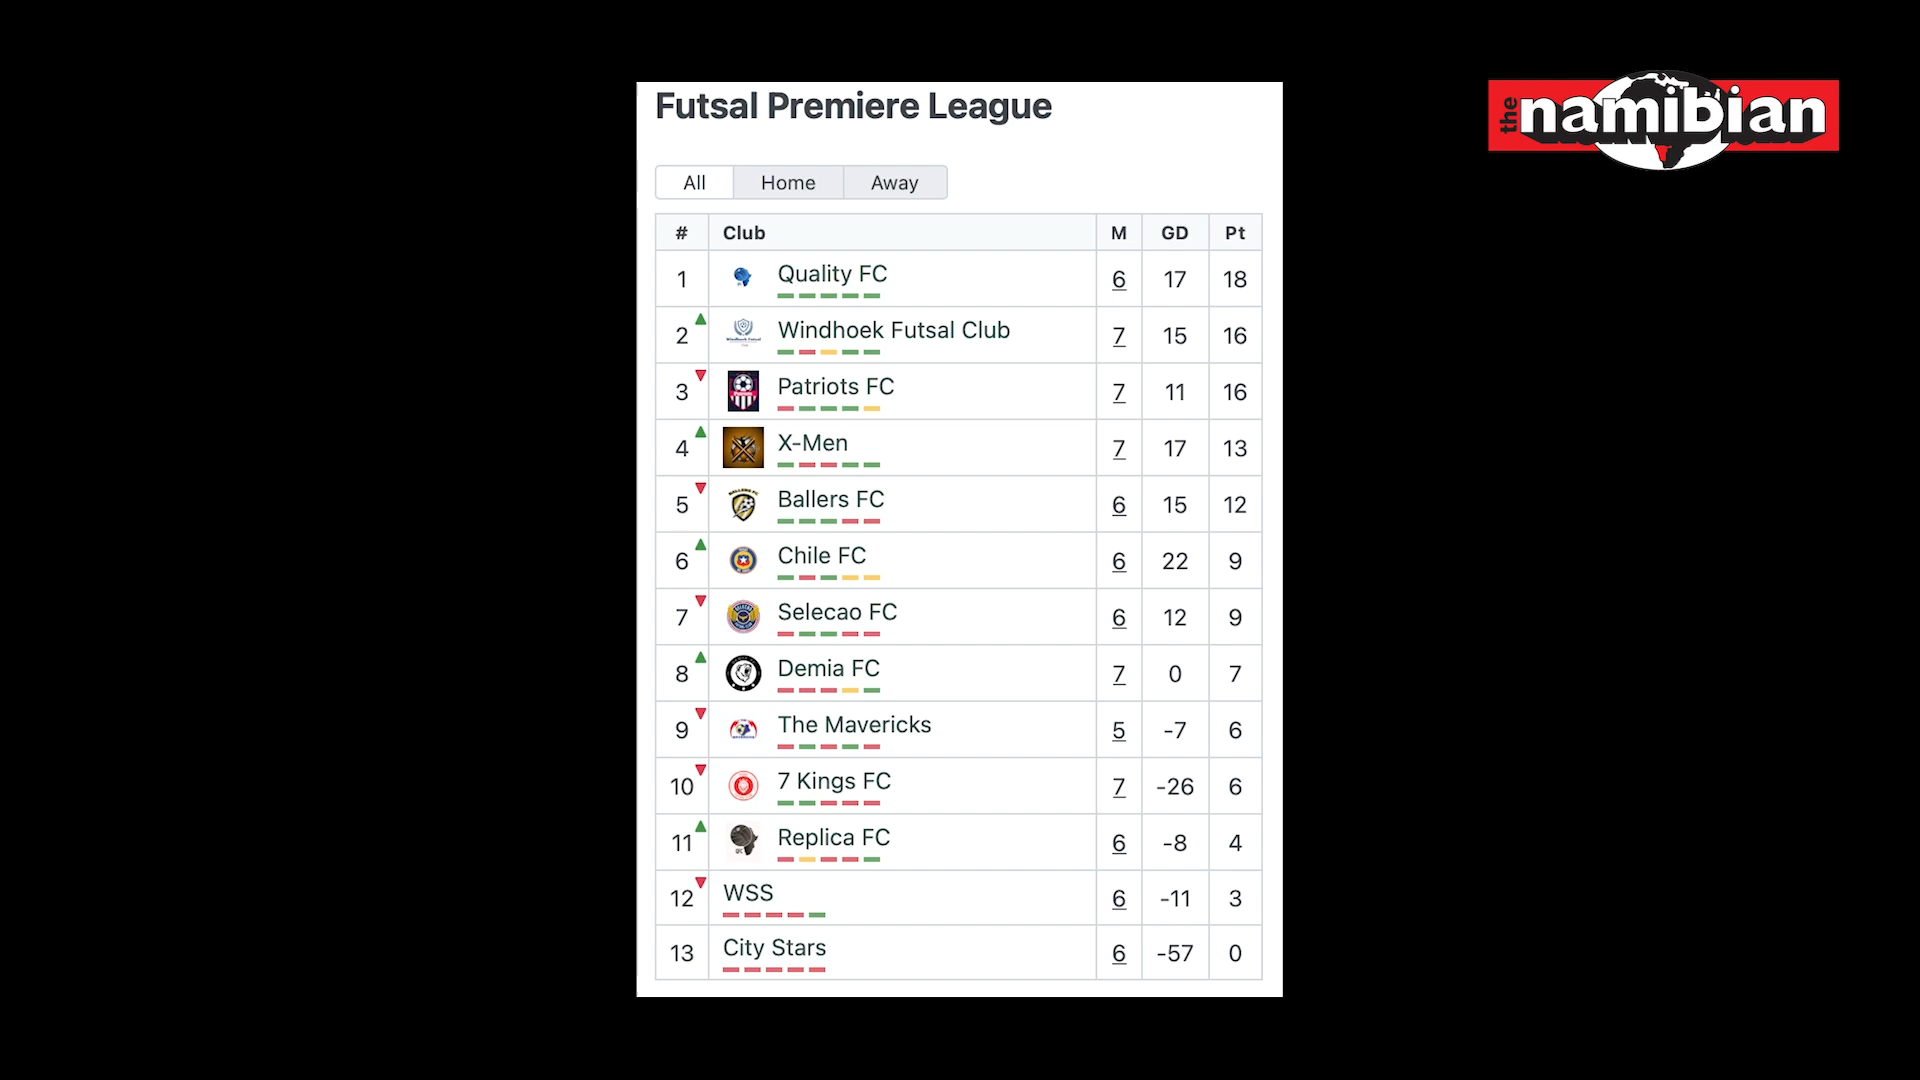 the namibian
Futsal Premiere League
All Home Away
# Club M GD Pt
1 Quality FC 6 17 18
2 Windhoek Futsal Club 7 15 16
3 Patriots FC 7 11 16
4 X-Men 7 17 13
5 Ballers FC 6 15 12
6 Chile FC 6 22 9
7 Selecao FC 6 12 9
8 Demia FC 7 0 7
9 The Mavericks 5 -7 6
10 7 Kings FC 7 -26 6
11 Replica FC 6 -8 4
12 WSS 6 -11 3
13 City Stars 6 -57 0